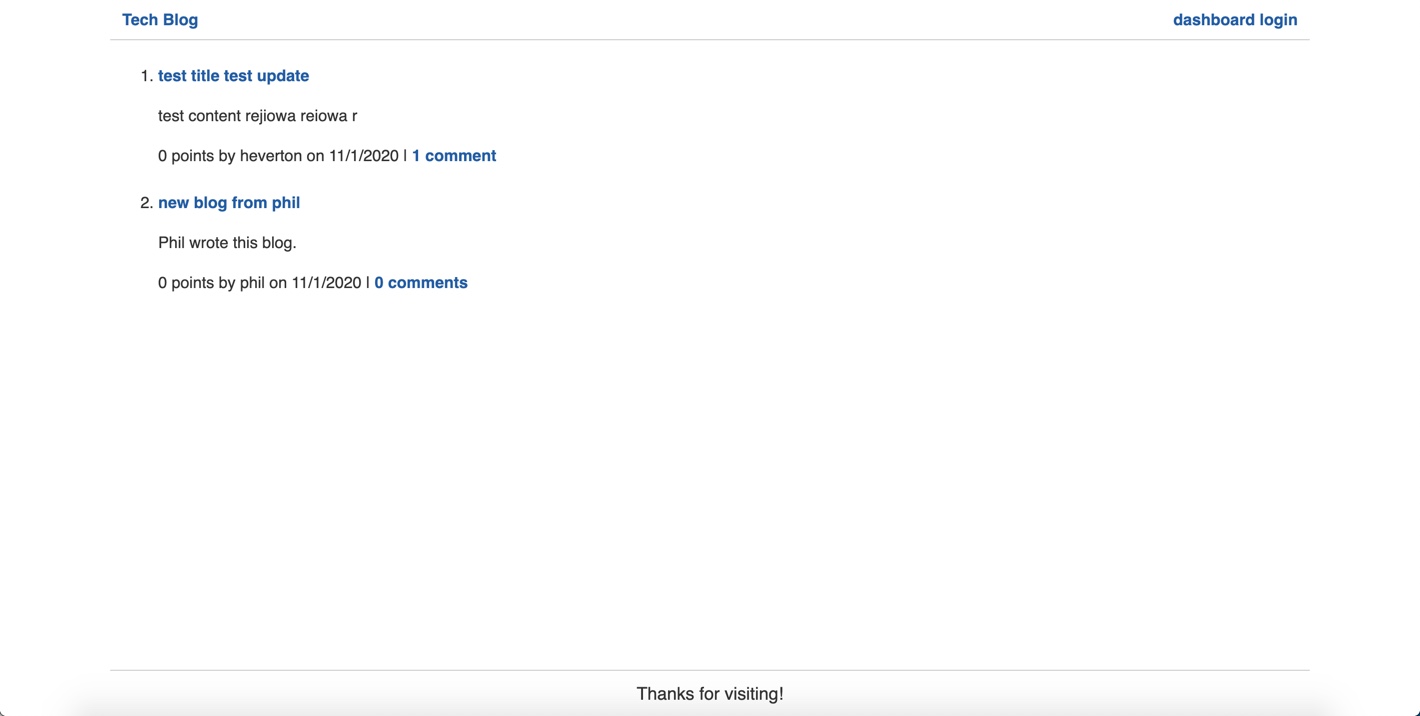 Tech Blog dashboard login
1. test title test update
test content rejiowa reiowa r
0 points by heverton on 11/1/2020 | 1 comment
2. new blog from phil
Phil wrote this blog.
0 points by phil on 11/1/2020 | 0 comments
Thanks for visiting!